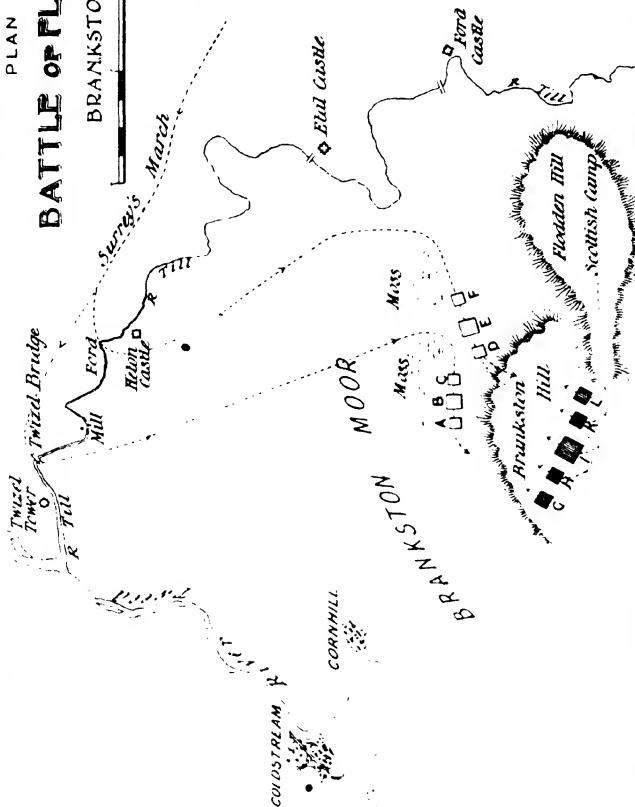 PLAN
BATTLE OF FL
BRANKSTO
Surrey's March
Twizel Bridge
Twizel
Tower
R Till
Mill
Ford
Heton
Castle
R Till
Etal Castle
Ford
Castle
R Till
Moss
Moss
A B C D E F
MOOR
BRANKSTON
Brankston
Hill
Flodden Hill
Scottish Camp
G H I K L
CORNHILL
COLDSTREAM